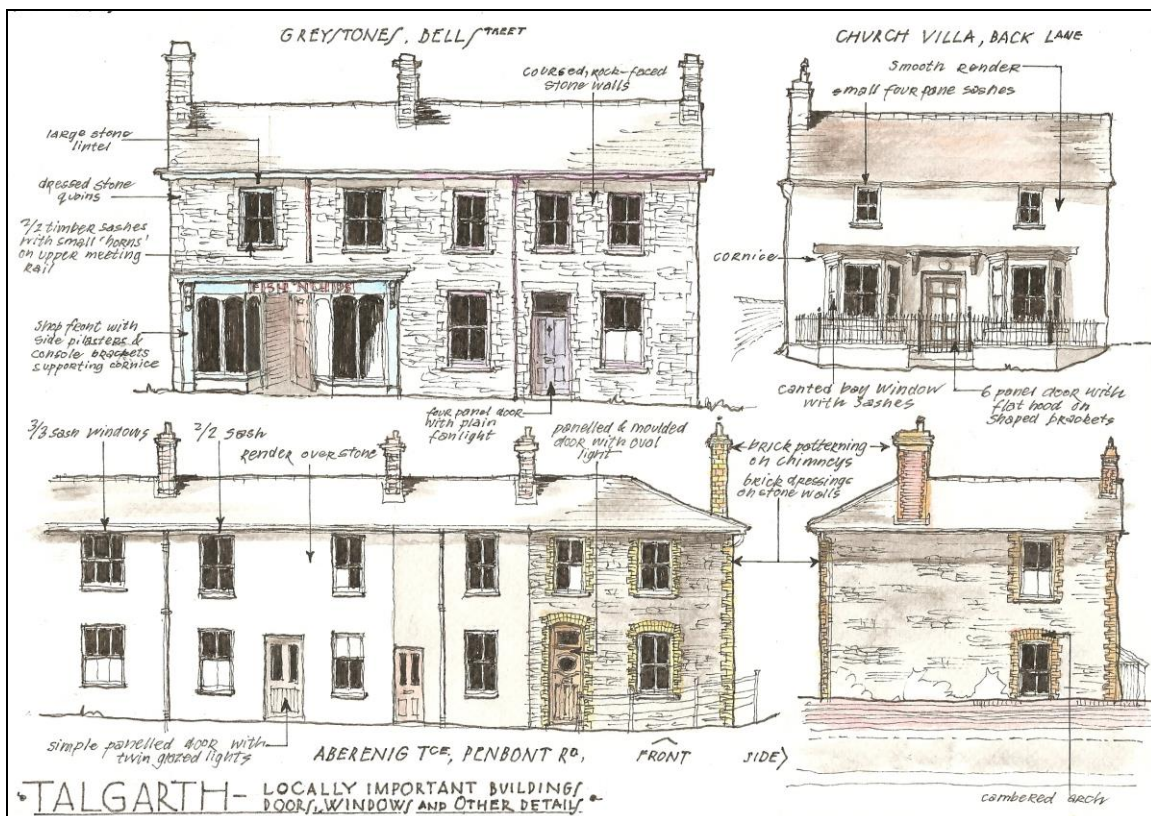 GREYSTONES, BELL STREET
large stone
lintel
dressed stone
quoins
2/2 timber sashes
with small 'horns'
on upper meeting
rail
shop front with
side pilasters &
console brackets
supporting cornice
coursed, rock-faced
stone walls
FISH 'N' CHIPS
four panel door
with plain
fanlight
CHURCH VILLA, BACK LANE
smooth render
small four pane sashes
cornice
canted bay window
with sashes
6 panel door with
flat hood on
shaped brackets
3/3 sash windows
2/2 sash
render over stone
panelled & moulded
door with oval
light
brick patterning
on chimneys
brick dressings
on stone walls
simple panelled door with
twin glazed lights
ABERENIG TCE, PENBONT RD,
FRONT
SIDE
cambered arch
TALGARTH - LOCALLY IMPORTANT BUILDINGS
DOORS, WINDOWS AND OTHER DETAILS